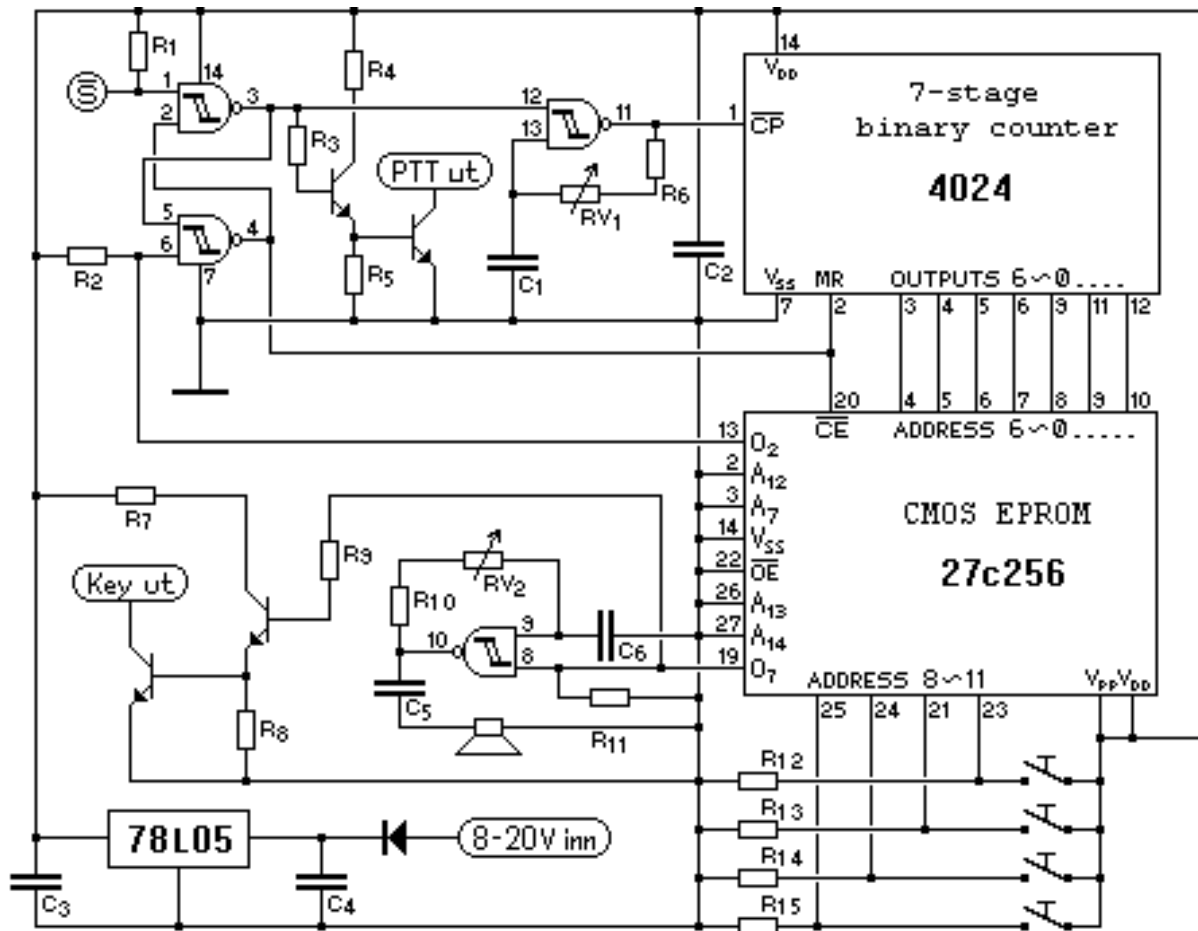 R1
14
R4
14
VDD
S
1
2
3
7-stage
binary counter
4024
12
13
11
1
CP
R3
PTT ut
R6
RV1
5
6
4
7
R2
R5
C1
C2
VSS MR OUTPUTS 6~0....
7 2 3 4 5 6 9 11 12
20 4 5 6 7 8 9 10
CE ADDRESS 6~0.....
13 O2
2 A12
3 A7
14 VSS
22 OE
26 A13
27 A14
19 O7
CMOS EPROM
27c256
R7
R9
RV2
Key ut
R10
10
9
8
C6
C5
R11
R8
ADDRESS 8~11 VPP VDD
25 24 21 23
R12
R13
R14
R15
78L05
8-20V inn
C3
C4